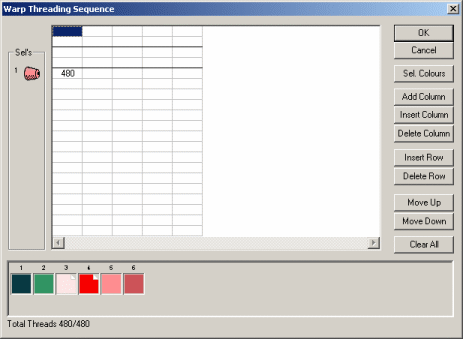 Warp Threading Sequence
OK
Cancel
Sel's
1
480
Sel. Colours
Add Column
Insert Column
Delete Column
Insert Row
Delete Row
Move Up
Move Down
Clear All
1 2 3 4 5 6
Total Threads 480/480